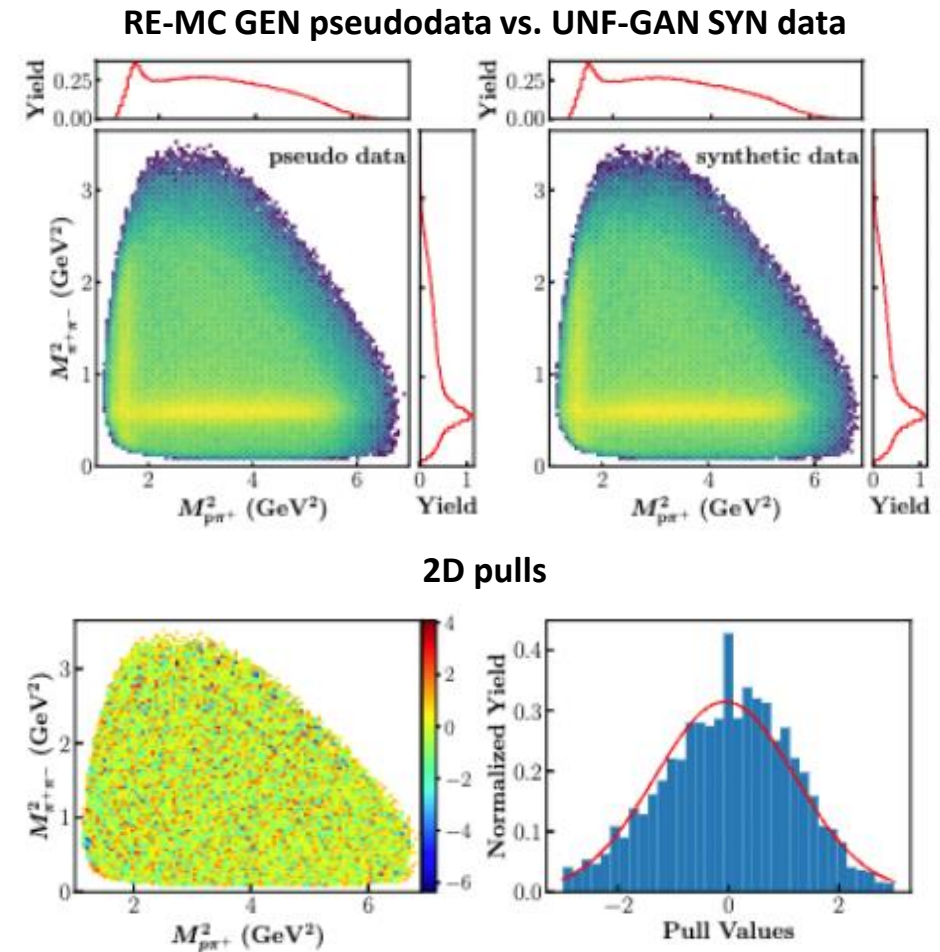 RE-MC GEN pseudodata vs. UNF-GAN SYN data
Yield
0.25
0.00
pseudo data
M²π⁺π⁻ (GeV²)
3
2
1
0
2 4 6
M²pπ⁺ (GeV²)
0 1
Yield
Yield
0.25
0.00
synthetic data
3
2
1
0
2 4 6
M²pπ⁺ (GeV²)
0 1
Yield
2D pulls
M²π⁺π⁻ (GeV²)
3
2
1
0
2 4 6
M²pπ⁺ (GeV²)
4
2
0
−2
−4
−6
Normalized Yield
0.4
0.3
0.2
0.1
0.0
−2 0 2
Pull Values